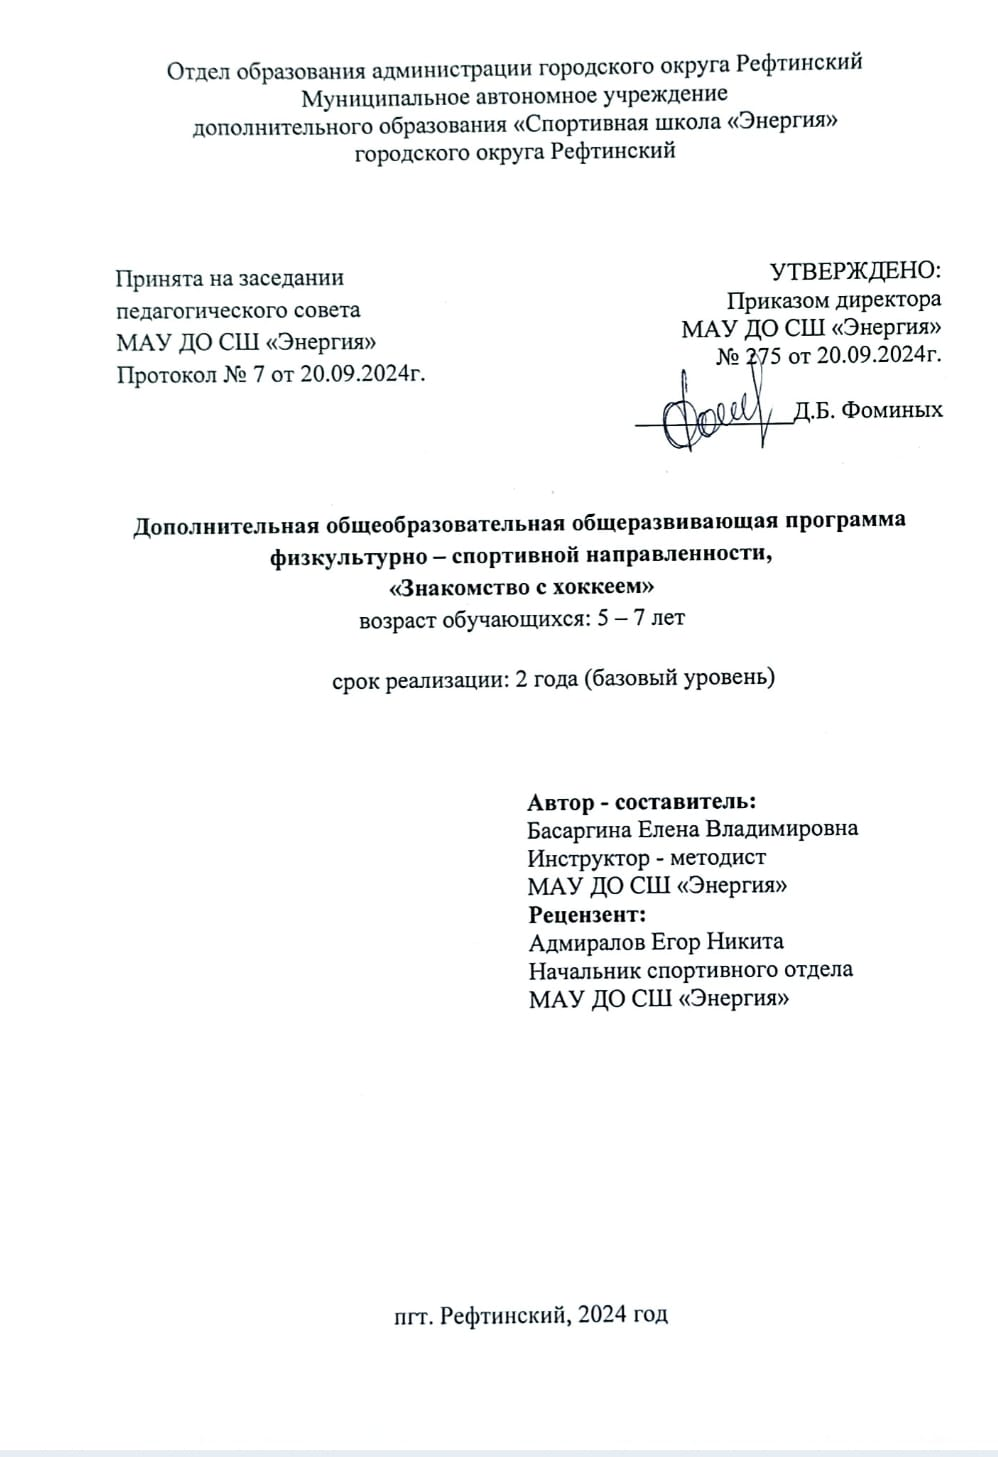 Отдел образования администрации городского округа Рефтинский
Муниципальное автономное учреждение
дополнительного образования «Спортивная школа «Энергия»
городского округа Рефтинский
Принята на заседании
педагогического совета
МАУ ДО СШ «Энергия»
Протокол № 7 от 20.09.2024г.
УТВЕРЖДЕНО:
Приказом директора
МАУ ДО СШ «Энергия»
№ 275 от 20.09.2024г.
Д.Б. Фоминых
Дополнительная общеобразовательная общеразвивающая программа
физкультурно – спортивной направленности,
«Знакомство с хоккеем»
возраст обучающихся: 5 – 7 лет
срок реализации: 2 года (базовый уровень)
Автор - составитель:
Басаргина Елена Владимировна
Инструктор - методист
МАУ ДО СШ «Энергия»
Рецензент:
Адмиралов Егор Никита
Начальник спортивного отдела
МАУ ДО СШ «Энергия»
пгт. Рефтинский, 2024 год